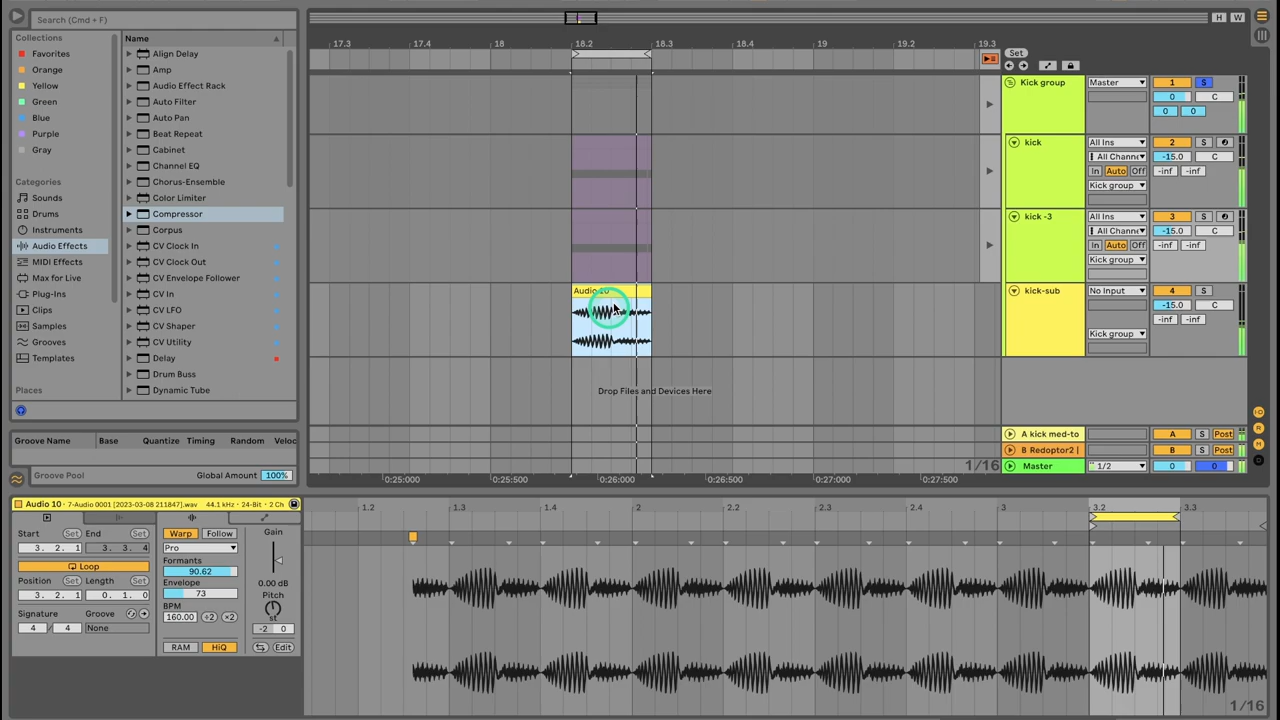 Search (Cmd + F)
H W
Collections
Favorites
Orange
Yellow
Green
Blue
Purple
Gray
Categories
Sounds
Drums
Instruments
Audio Effects
MIDI Effects
Max for Live
Plug-Ins
Clips
Samples
Grooves
Templates
Places
Name
Align Delay
Amp
Audio Effect Rack
Auto Filter
Auto Pan
Beat Repeat
Cabinet
Channel EQ
Chorus-Ensemble
Color Limiter
Compressor
Corpus
CV Clock In
CV Clock Out
CV Envelope Follower
CV In
CV LFO
CV Shaper
CV Utility
Delay
Drum Buss
Dynamic Tube
Groove Name Base Quantize Timing Random Veloc
Groove Pool Global Amount 100%
17.3 17.4 18 18.2 18.3 18.4 19 19.2 19.3
Set
Kick group Master 1 S
0 C
0 0
kick All Ins 2 S
All Channe -15.0 C
In Auto Off -inf -inf
Kick group
kick -3 All Ins 3 S
All Channe -15.0 C
In Auto Off -inf -inf
Kick group
Audio 10
kick-sub No Input 4 S
-15.0 C
-inf -inf
Kick group
Drop Files and Devices Here
A kick med-to A S Post
B Redoptor2 | B S Post
1/16
Master 1/2 0 0
0:25:000 0:25:500 0:26:000 0:26:500 0:27:000 0:27:500
Audio 10 7-Audio 0001 [2023-03-08 211847].wav 44.1 kHz 24-Bit 2 Ch
Start Set End Set
3. 2. 1 3. 3. 4
Loop
Position Set Length Set
3. 2. 1 0. 1. 0
Signature Groove
4 / 4 None
Warp Follow
Pro
Formants
90.62
Envelope
73
BPM
160.00 ÷2 ×2
RAM HiQ
Gain
0.00 dB
Pitch
st
-2 0
Edit
1.2 1.3 1.4 2 2.2 2.3 2.4 3 3.2 3.3
1/16